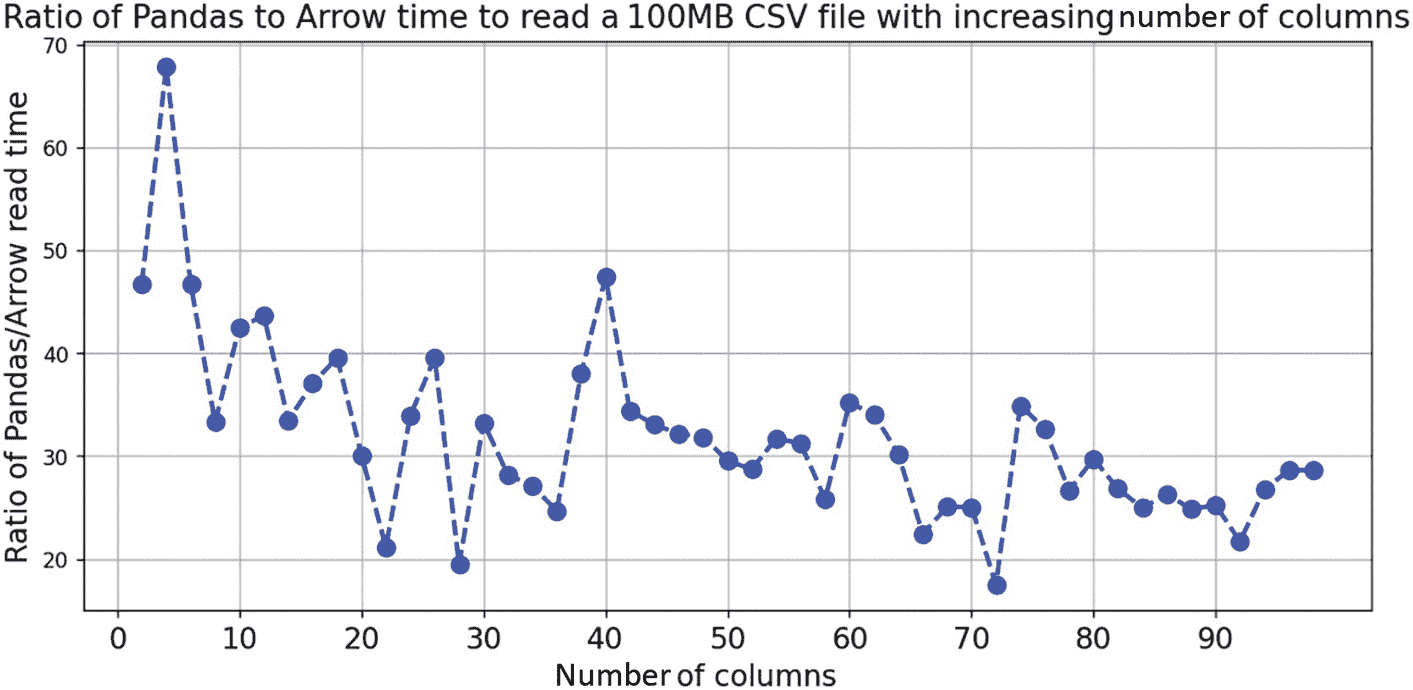 Ratio of Pandas to Arrow time to read a 100MB CSV file with increasing number of columns
Ratio of Pandas/Arrow read time
70
60
50
40
30
20
0 10 20 30 40 50 60 70 80 90
Number of columns